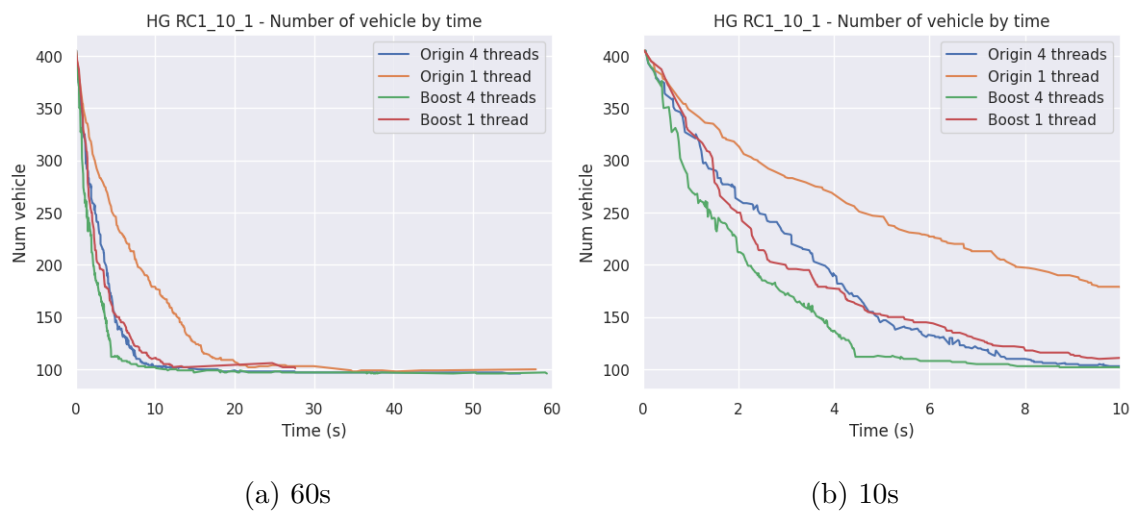 HG RC1_10_1 - Number of vehicle by time
400
350
300
250
200
150
100
Num vehicle
Origin 4 threads
Origin 1 thread
Boost 4 threads
Boost 1 thread
0
10
20
30
40
50
60
Time (s)
(a) 60s
HG RC1_10_1 - Number of vehicle by time
400
350
300
250
200
150
100
Num vehicle
Origin 4 threads
Origin 1 thread
Boost 4 threads
Boost 1 thread
0
2
4
6
8
10
Time (s)
(b) 10s